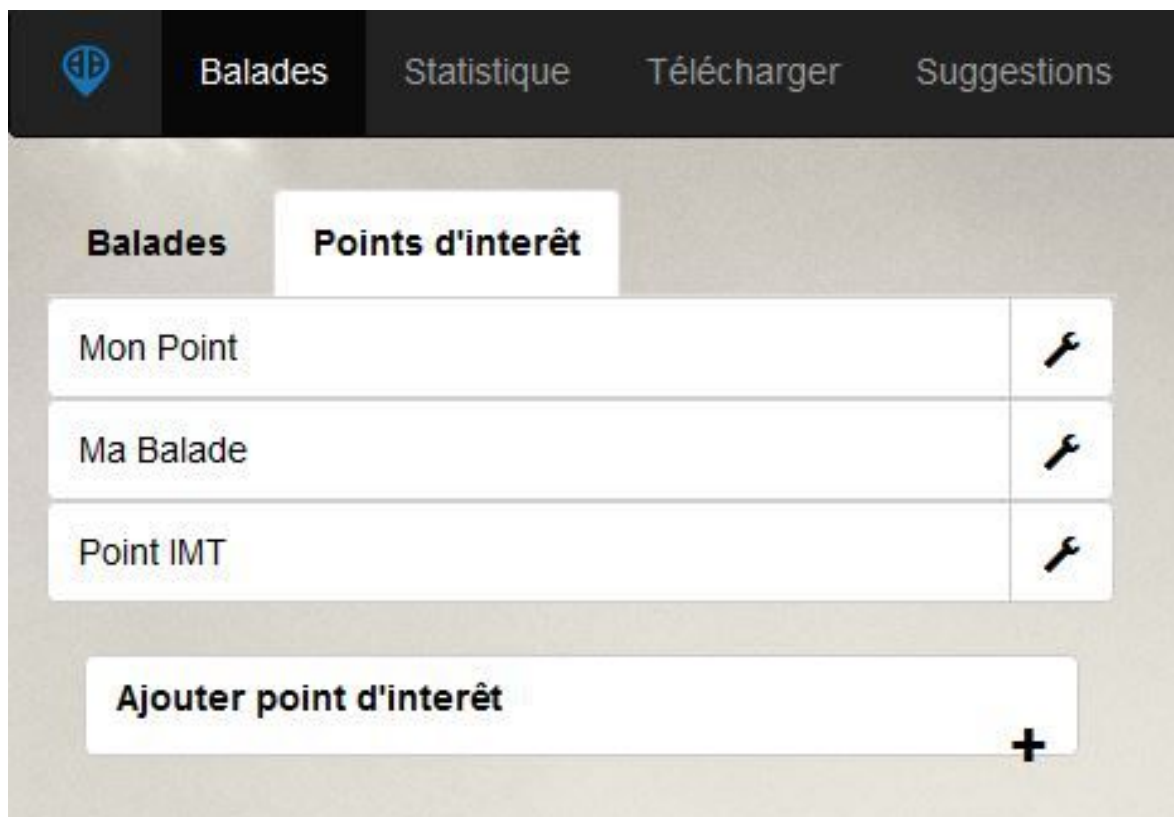 Balades Statistique Télécharger Suggestions
Balades Points d'interêt
Mon Point
Ma Balade
Point IMT
Ajouter point d'interêt
+